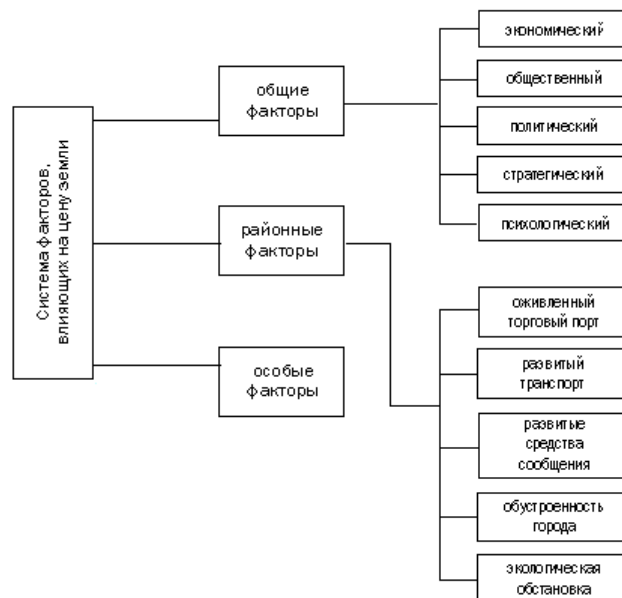 Система факторов,
влияющих на цену земли
общие
факторы
экономический
общественный
политический
стратегический
психологический
районные
факторы
оживленный
торговый порт
развитый
транспорт
развитые
средства
сообщения
обустроенность
города
экологическая
обстановка
особые
факторы